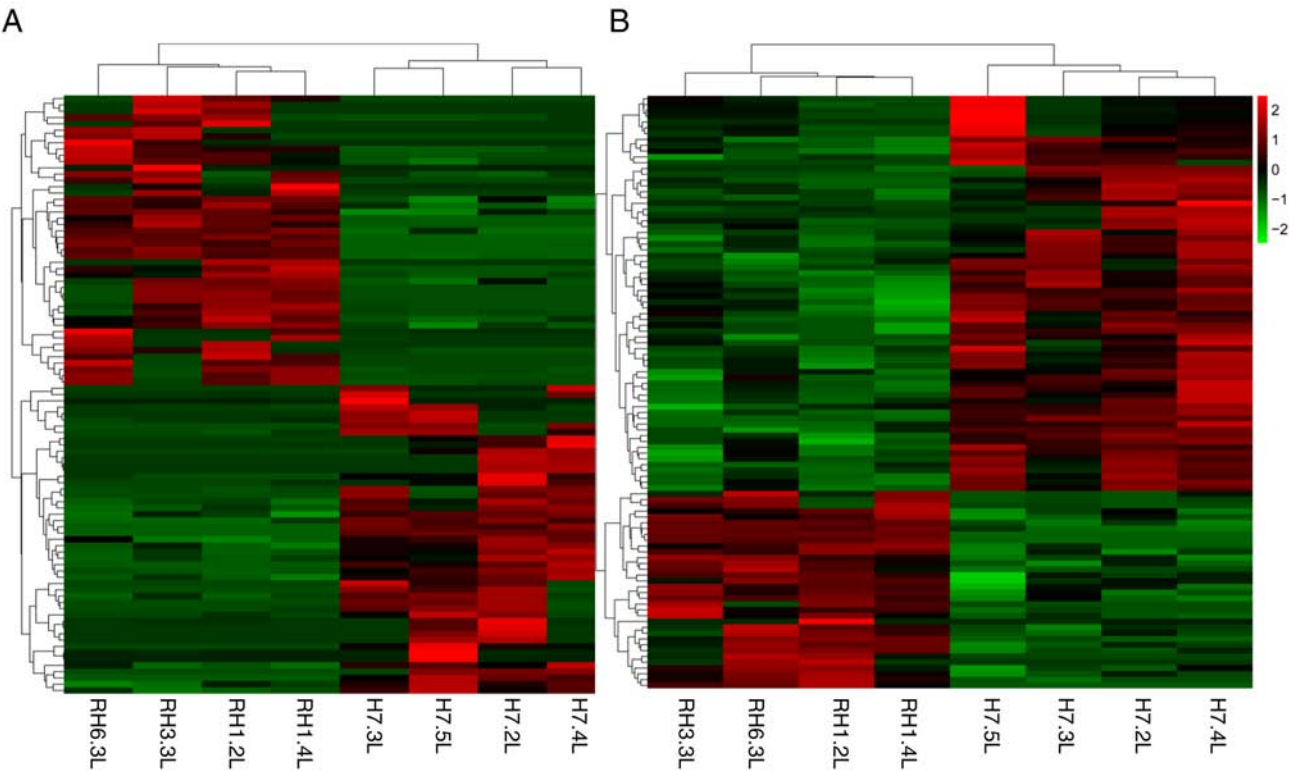 A
B
2
1
0
−1
−2
RH6.3L
RH3.3L
RH1.2L
RH1.4L
H7.3L
H7.5L
H7.2L
H7.4L
RH3.3L
RH6.3L
RH1.2L
RH1.4L
H7.5L
H7.3L
H7.2L
H7.4L